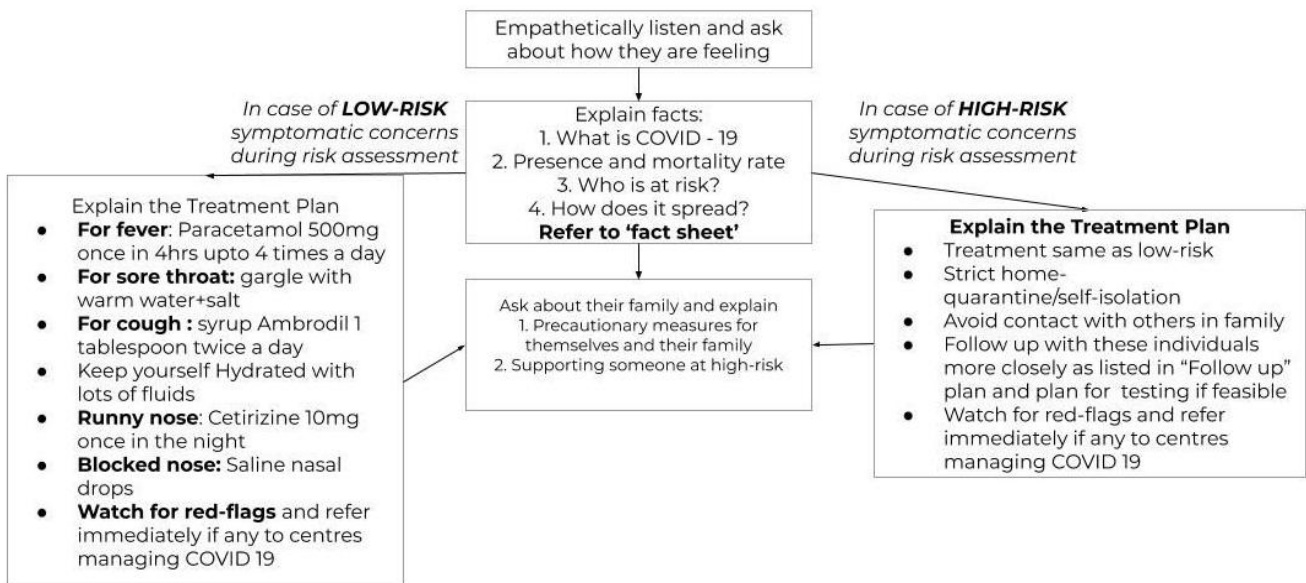 Empathetically listen and ask
about how they are feeling
In case of LOW-RISK
symptomatic concerns
during risk assessment
Explain facts:
1. What is COVID - 19
2. Presence and mortality rate
3. Who is at risk?
4. How does it spread?
Refer to ‘fact sheet’
In case of HIGH-RISK
symptomatic concerns
during risk assessment
Explain the Treatment Plan
● For fever: Paracetamol 500mg
once in 4hrs upto 4 times a day
● For sore throat: gargle with
warm water+salt
● For cough : syrup Ambrodil 1
tablespoon twice a day
● Keep yourself Hydrated with
lots of fluids
● Runny nose: Cetirizine 10mg
once in the night
● Blocked nose: Saline nasal
drops
● Watch for red-flags and refer
immediately if any to centres
managing COVID 19
Ask about their family and explain
1. Precautionary measures for
themselves and their family
2. Supporting someone at high-risk
Explain the Treatment Plan
● Treatment same as low-risk
● Strict home-
quarantine/self-isolation
● Avoid contact with others in family
● Follow up with these individuals
more closely as listed in “Follow up”
plan and plan for testing if feasible
● Watch for red-flags and refer
immediately if any to centres
managing COVID 19